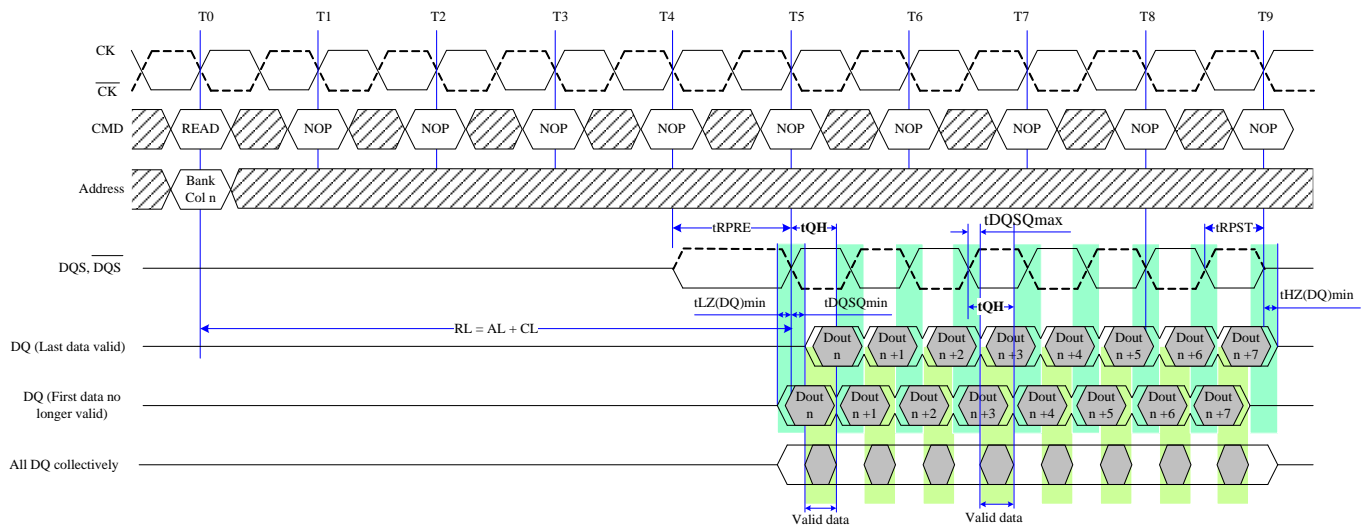 T0 T1 T2 T3 T4 T5 T6 T7 T8 T9
CK
CK
CMD READ NOP NOP NOP NOP NOP NOP NOP NOP NOP
Address Bank
Col n
tRPRE tQH tDQSQmax tRPST
DQS, DQS
tLZ(DQ)min tDQSQmin tQH tHZ(DQ)min
RL = AL + CL
DQ (Last data valid)
Dout Dout Dout Dout Dout Dout Dout Dout
n n +1 n +2 n +3 n +4 n +5 n +6 n +7
DQ (First data no
longer valid)
Dout Dout Dout Dout Dout Dout Dout Dout
n n +1 n +2 n +3 n +4 n +5 n +6 n +7
All DQ collectively
Valid data Valid data